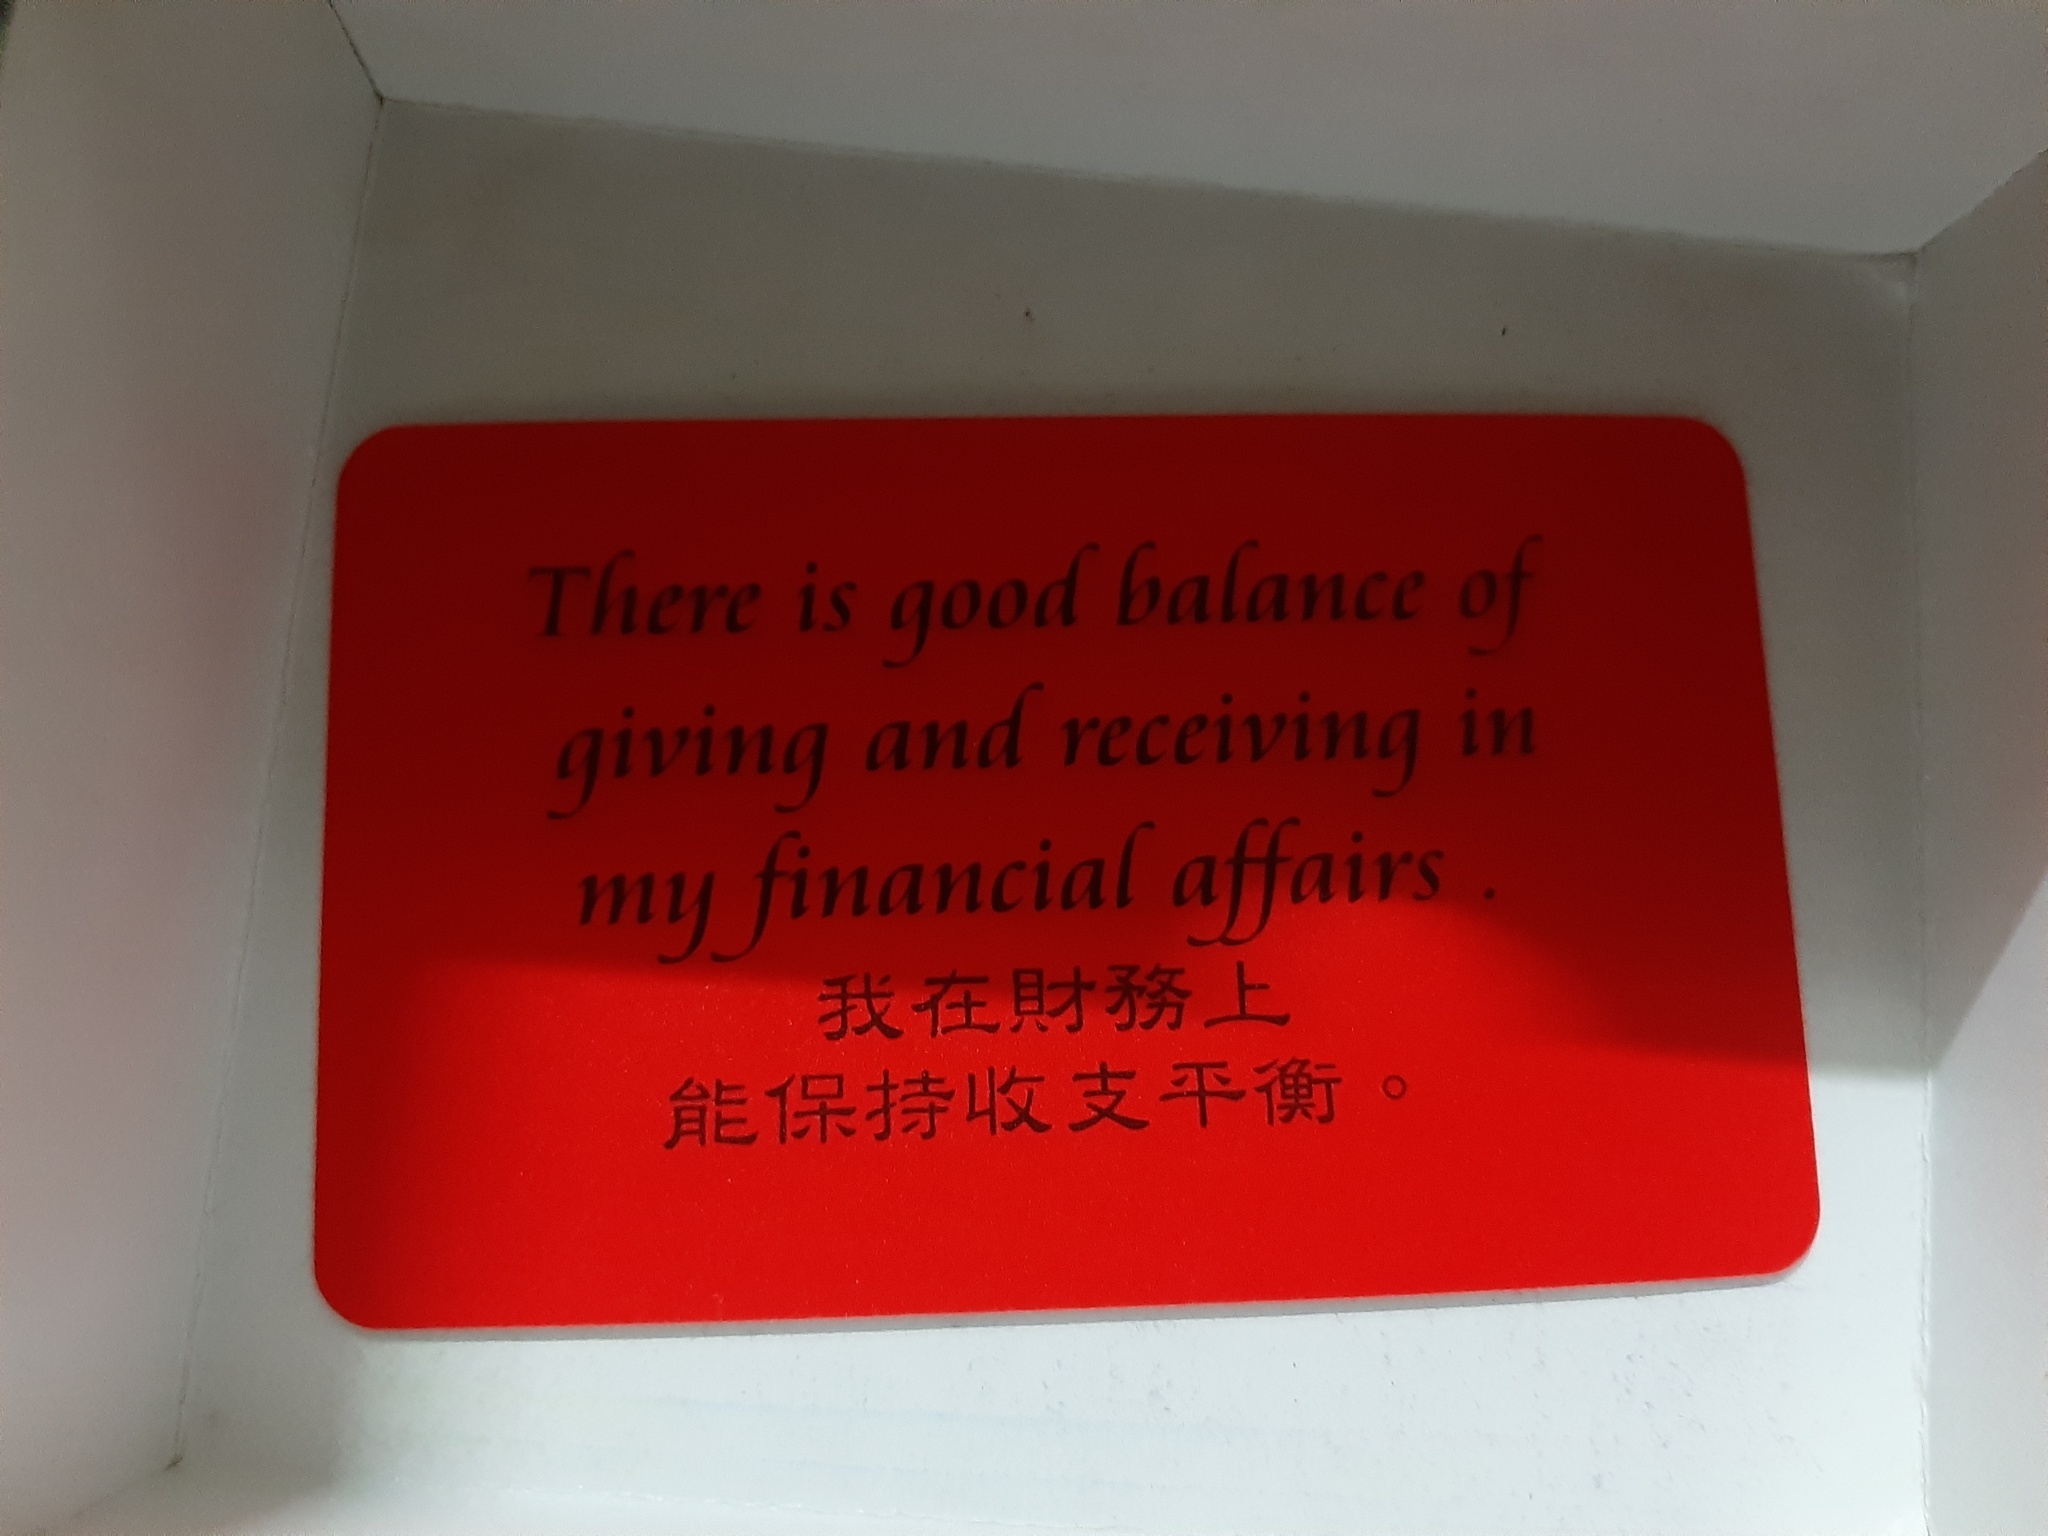 There is good balance of
giving and receiving in
my financial affairs .
我在財務上
能保持收支平衡。